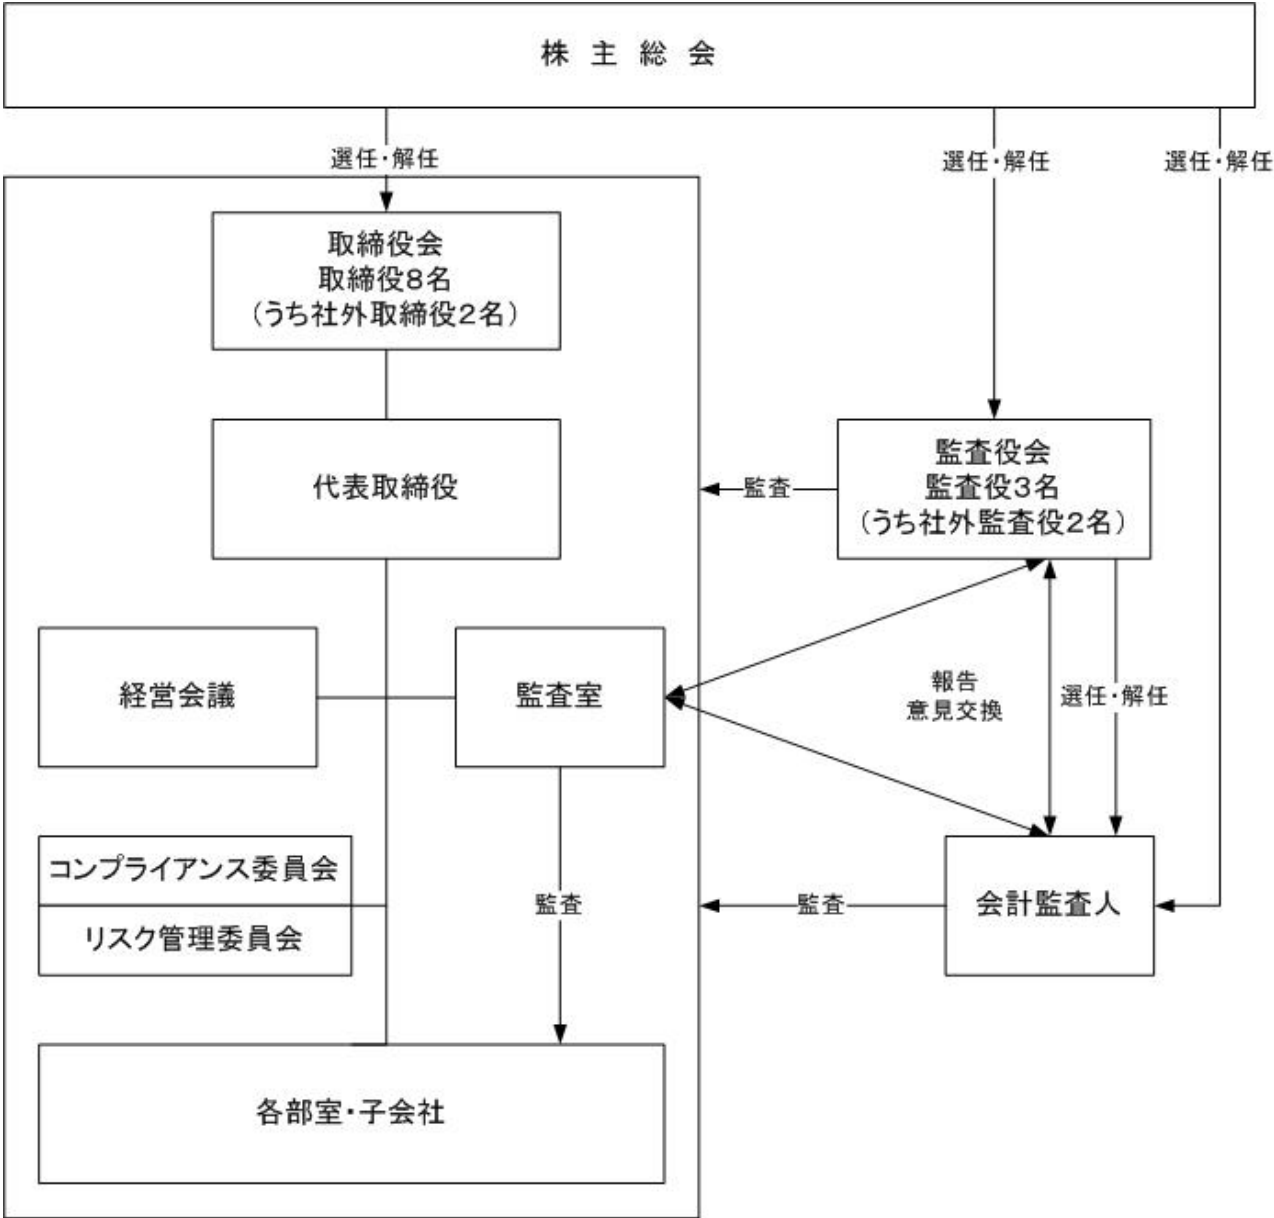 株主総会
選任・解任
選任・解任
選任・解任
取締役会
取締役8名
(うち社外取締役2名)
代表取締役
監査役会
監査役3名
(うち社外監査役2名)
監査
経営会議
監査室
報告
意見交換
選任・解任
コンプライアンス委員会
リスク管理委員会
監査
監査
会計監査人
各部室・子会社